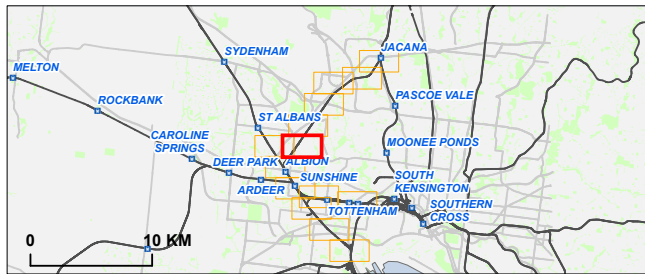 JACANA
SYDENHAM
MELTON
PASCOE VALE
ROCKBANK
ST ALBANS
CAROLINE
SPRINGS
MOONEE PONDS
DEER PARK
ALBION
SUNSHINE
ARDEER
SOUTH
KENSINGTON
TOTTENHAM
SOUTHERN
CROSS
0 10 KM